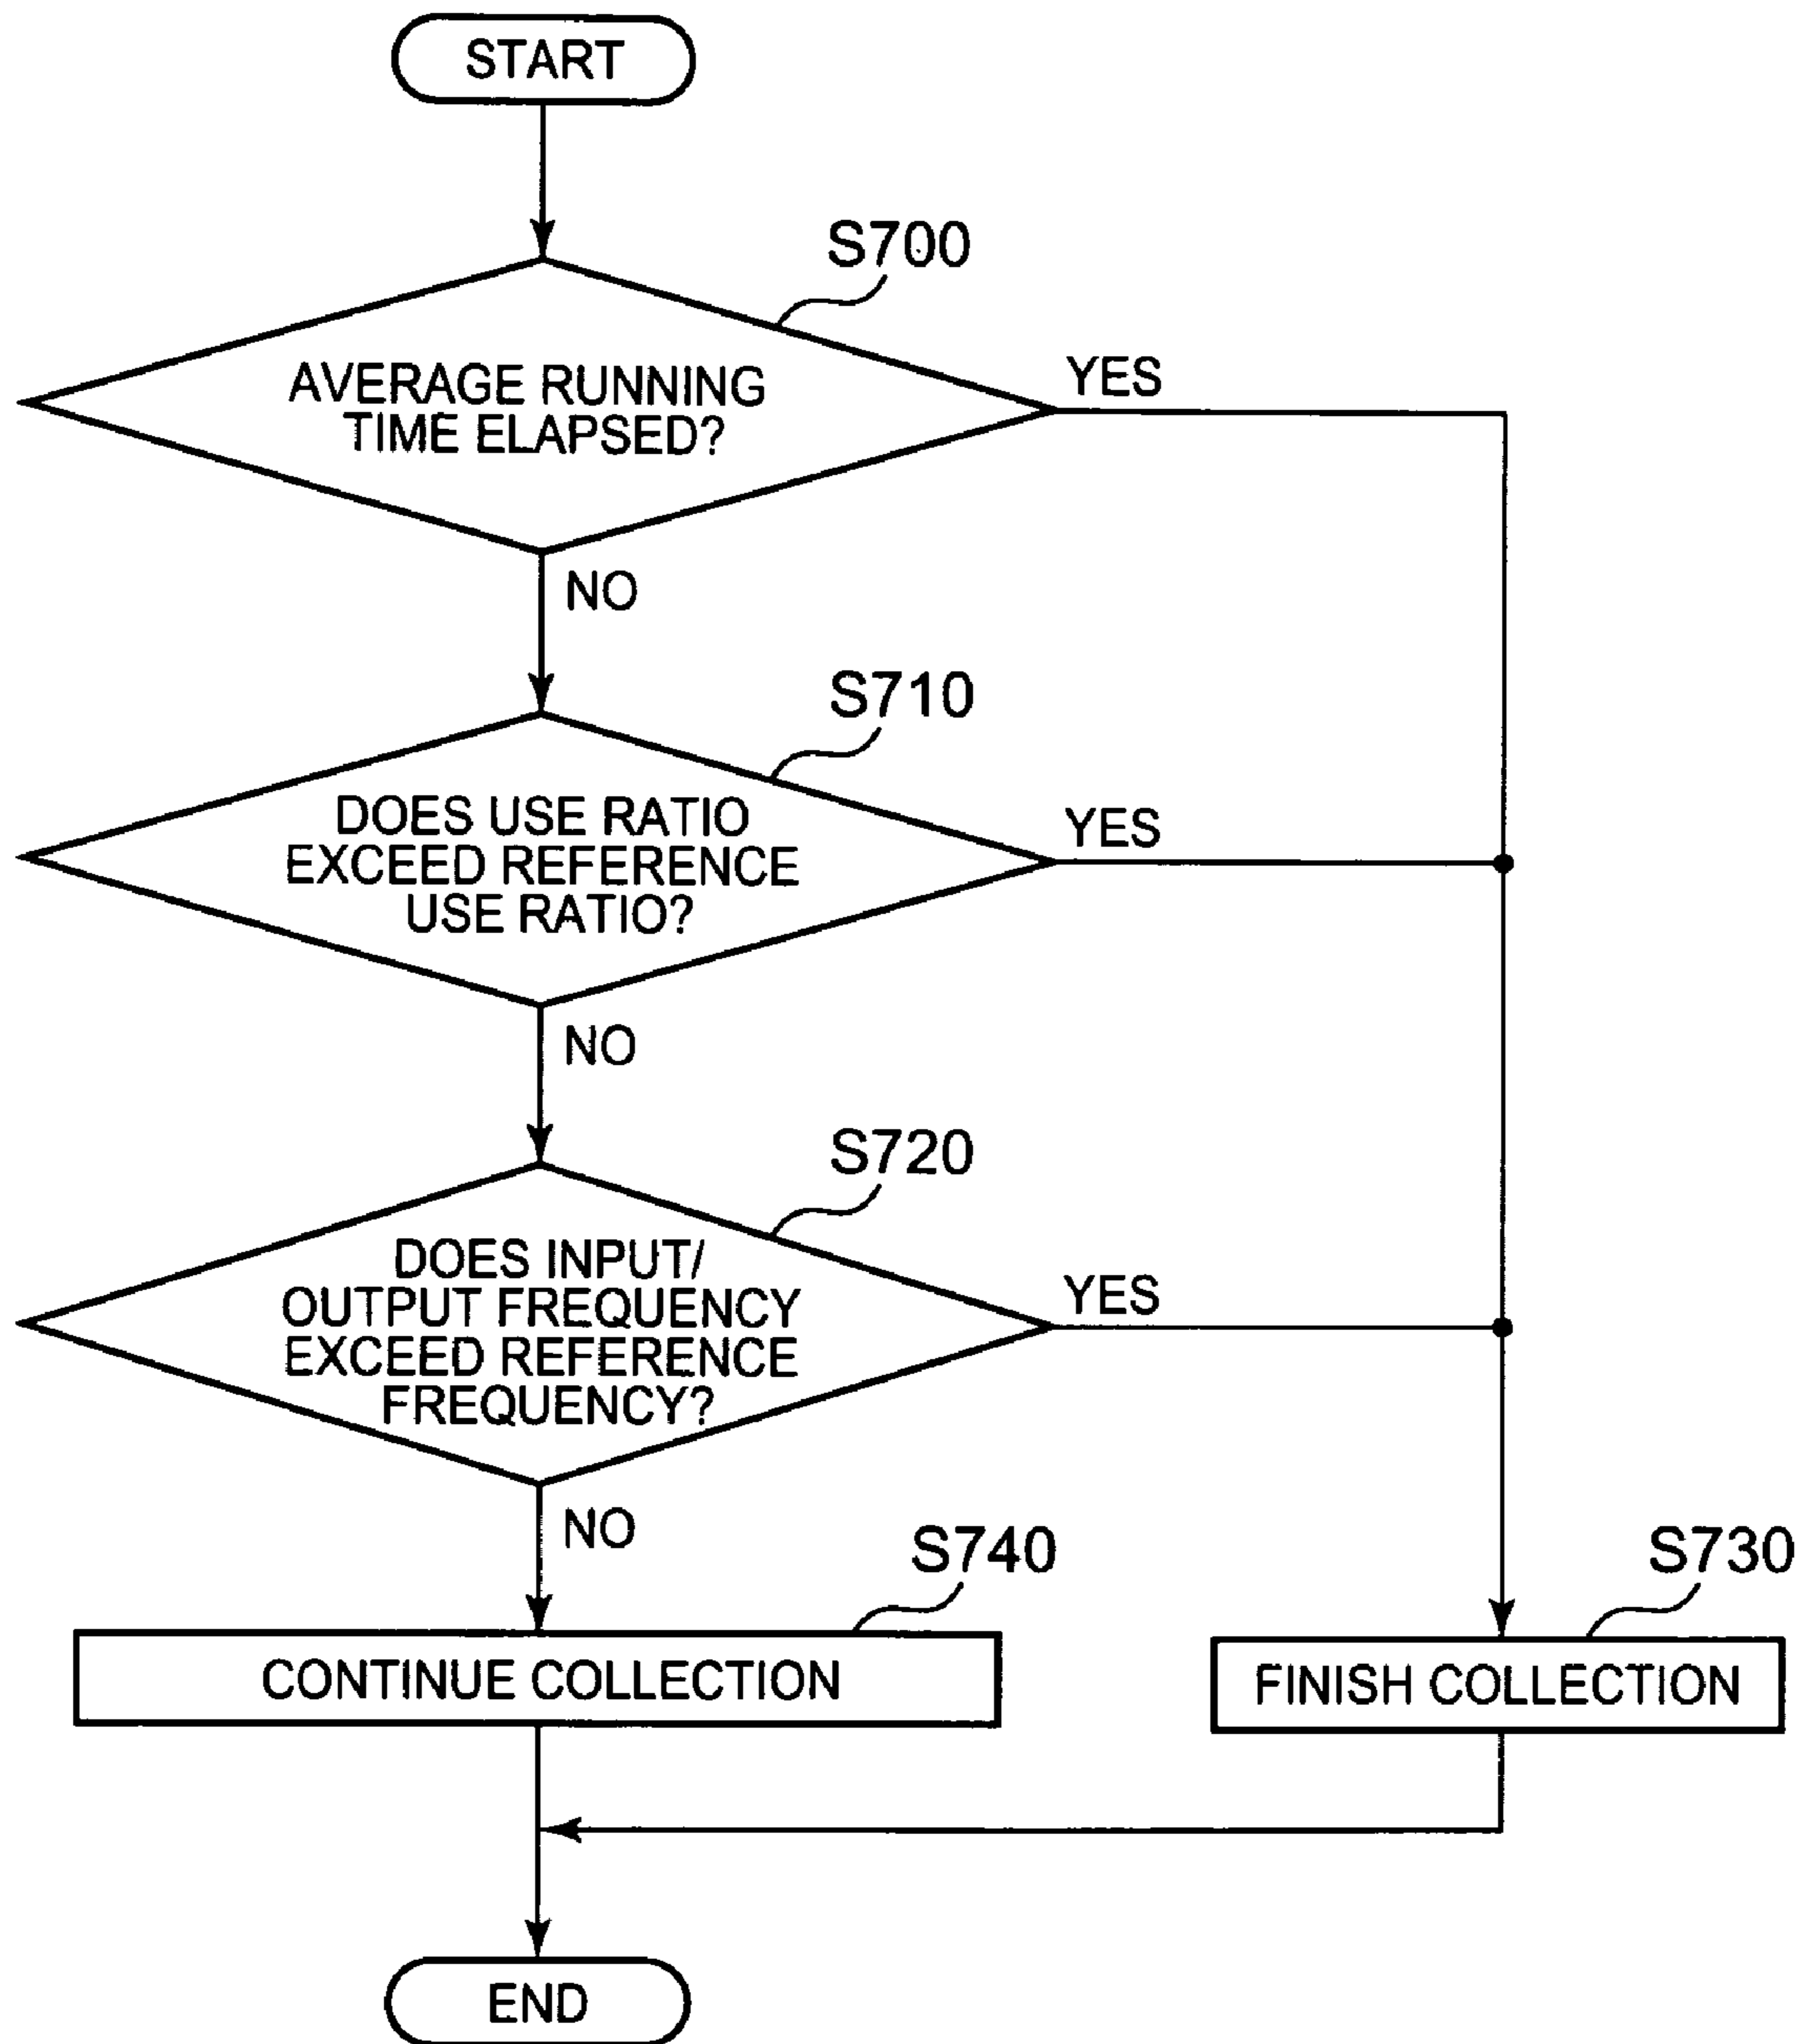 START
S700
AVERAGE RUNNING
TIME ELAPSED?
YES
NO
S710
DOES USE RATIO
EXCEED REFERENCE
USE RATIO?
YES
NO
S720
DOES INPUT/
OUTPUT FREQUENCY
EXCEED REFERENCE
FREQUENCY?
YES
NO
S740
CONTINUE COLLECTION
S730
FINISH COLLECTION
END